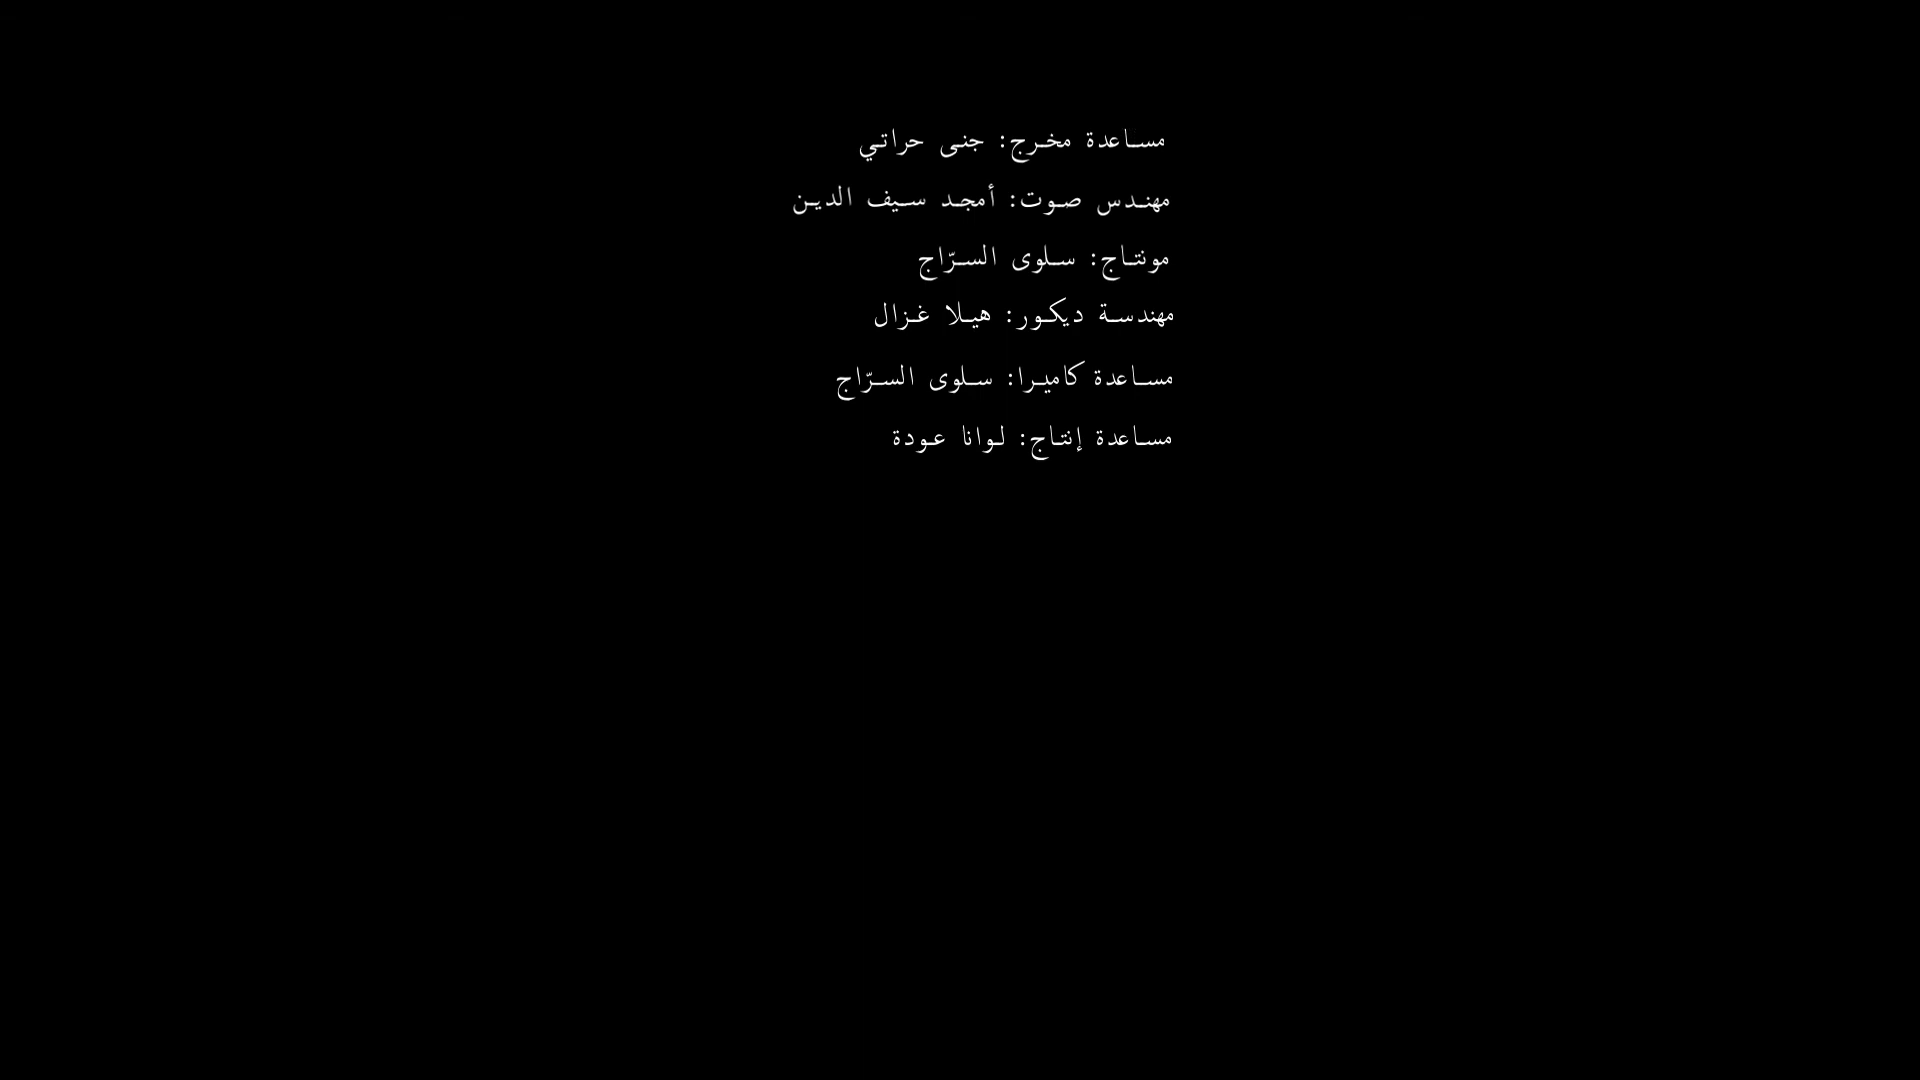 مساعدة مخرج: جنى حراتي
مهندس صوت: أمجد سيف الدين
مونتاج: سلوى السرّاج
مهندسة ديكور: هيلا غزال
مساعدة كاميرا: سلوى السرّاج
مساعدة إنتاج: لوانا عودة